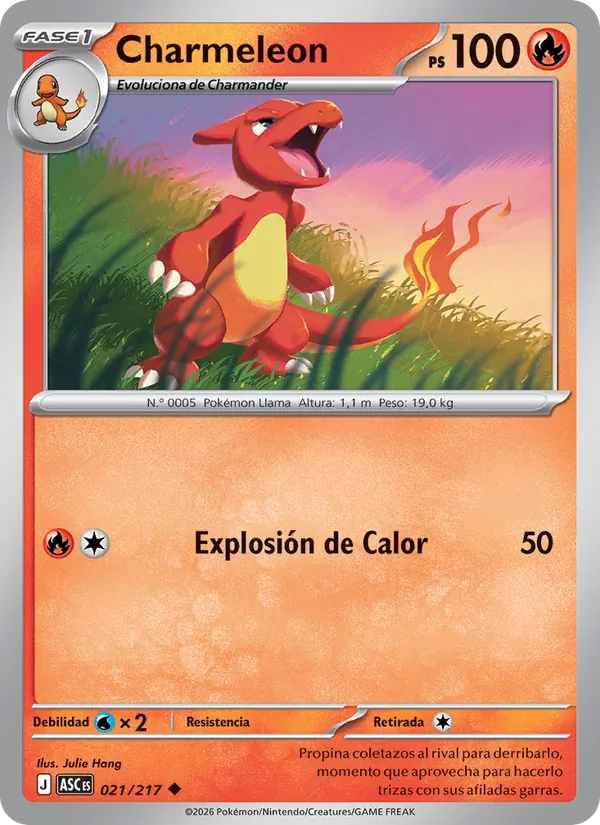 FASE 1
Charmeleon
PS 100
Evoluciona de Charmander
N.º 0005 Pokémon Llama Altura: 1,1 m Peso: 19,0 kg
Explosión de Calor 50
Debilidad ×2 Resistencia Retirada
Propina coletazos al rival para derribarlo,
momento que aprovecha para hacerlo
trizas con sus afiladas garras.
Ilus. Julie Hang
J ASC ES 021/217
©2026 Pokémon/Nintendo/Creatures/GAME FREAK